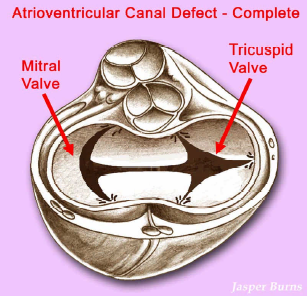 Atrioventricular Canal Defect - Complete
Mitral
Valve
Tricuspid
Valve
Jasper Burns